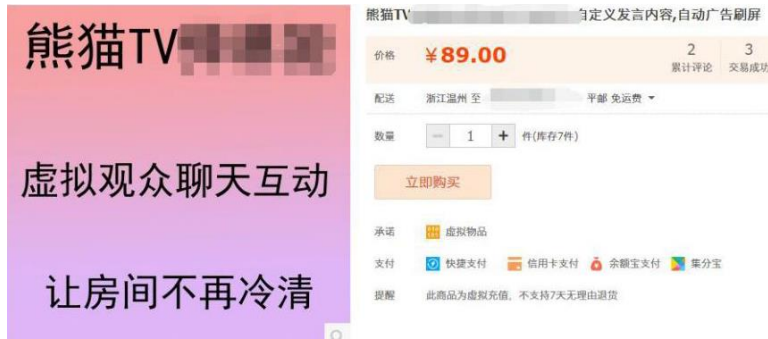 熊猫TV
虚拟观众聊天互动
让房间不再冷清
熊猫TV
自定义发言内容,自动广告刷屏
价格
¥89.00
2
累计评论
3
交易成功
配送
浙江温州 至
平邮 免运费
数量
1
件(库存7件)
立即购买
承诺
虚拟物品
支付
快捷支付
信用卡支付
余额宝支付
集分宝
提醒
此商品为虚拟充值, 不支持7天无理由退货